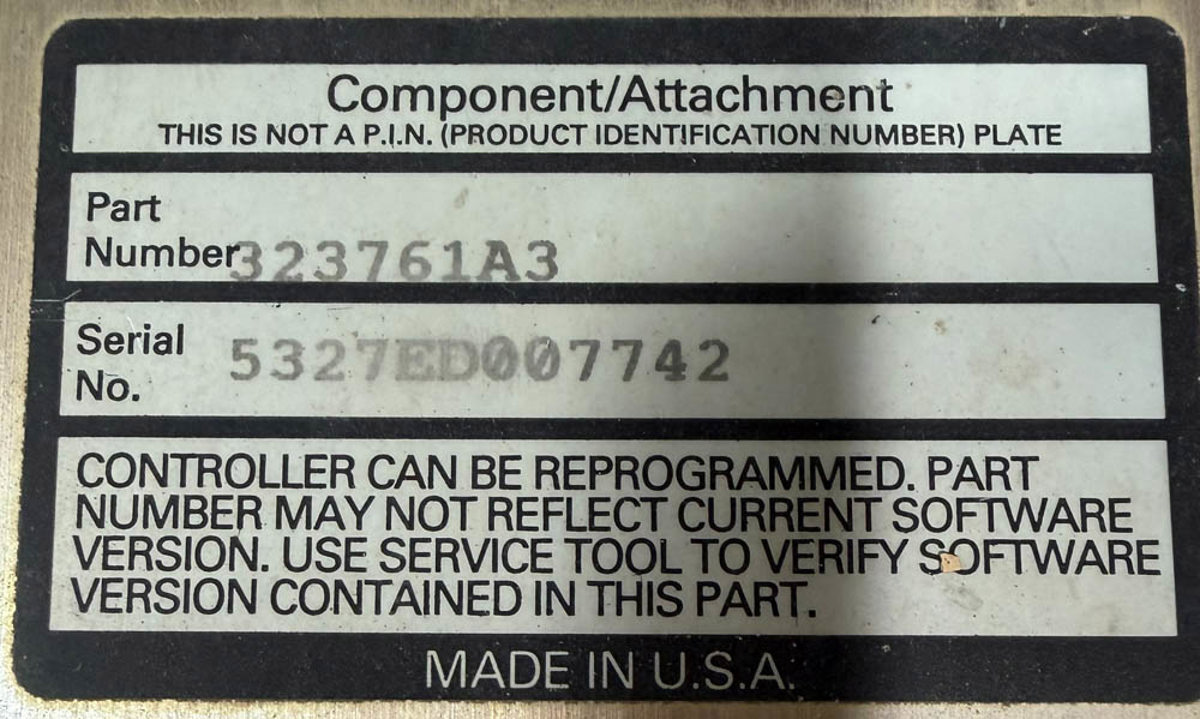 Component/Attachment
THIS IS NOT A P.I.N. (PRODUCT IDENTIFICATION NUMBER) PLATE
Part
Number 323761A3
Serial
No. 5327ED007742
CONTROLLER CAN BE REPROGRAMMED. PART
NUMBER MAY NOT REFLECT CURRENT SOFTWARE
VERSION. USE SERVICE TOOL TO VERIFY SOFTWARE
VERSION CONTAINED IN THIS PART.
MADE IN U.S.A.